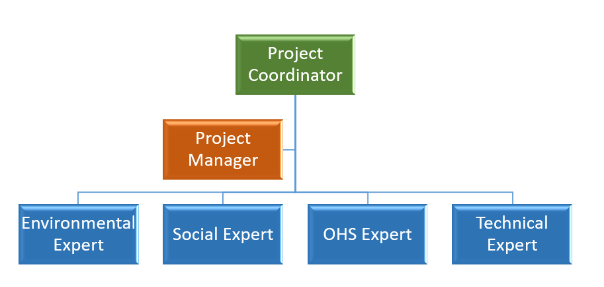 Project
Coordinator
Project
Manager
Environmental
Expert
Social Expert
OHS Expert
Technical
Expert